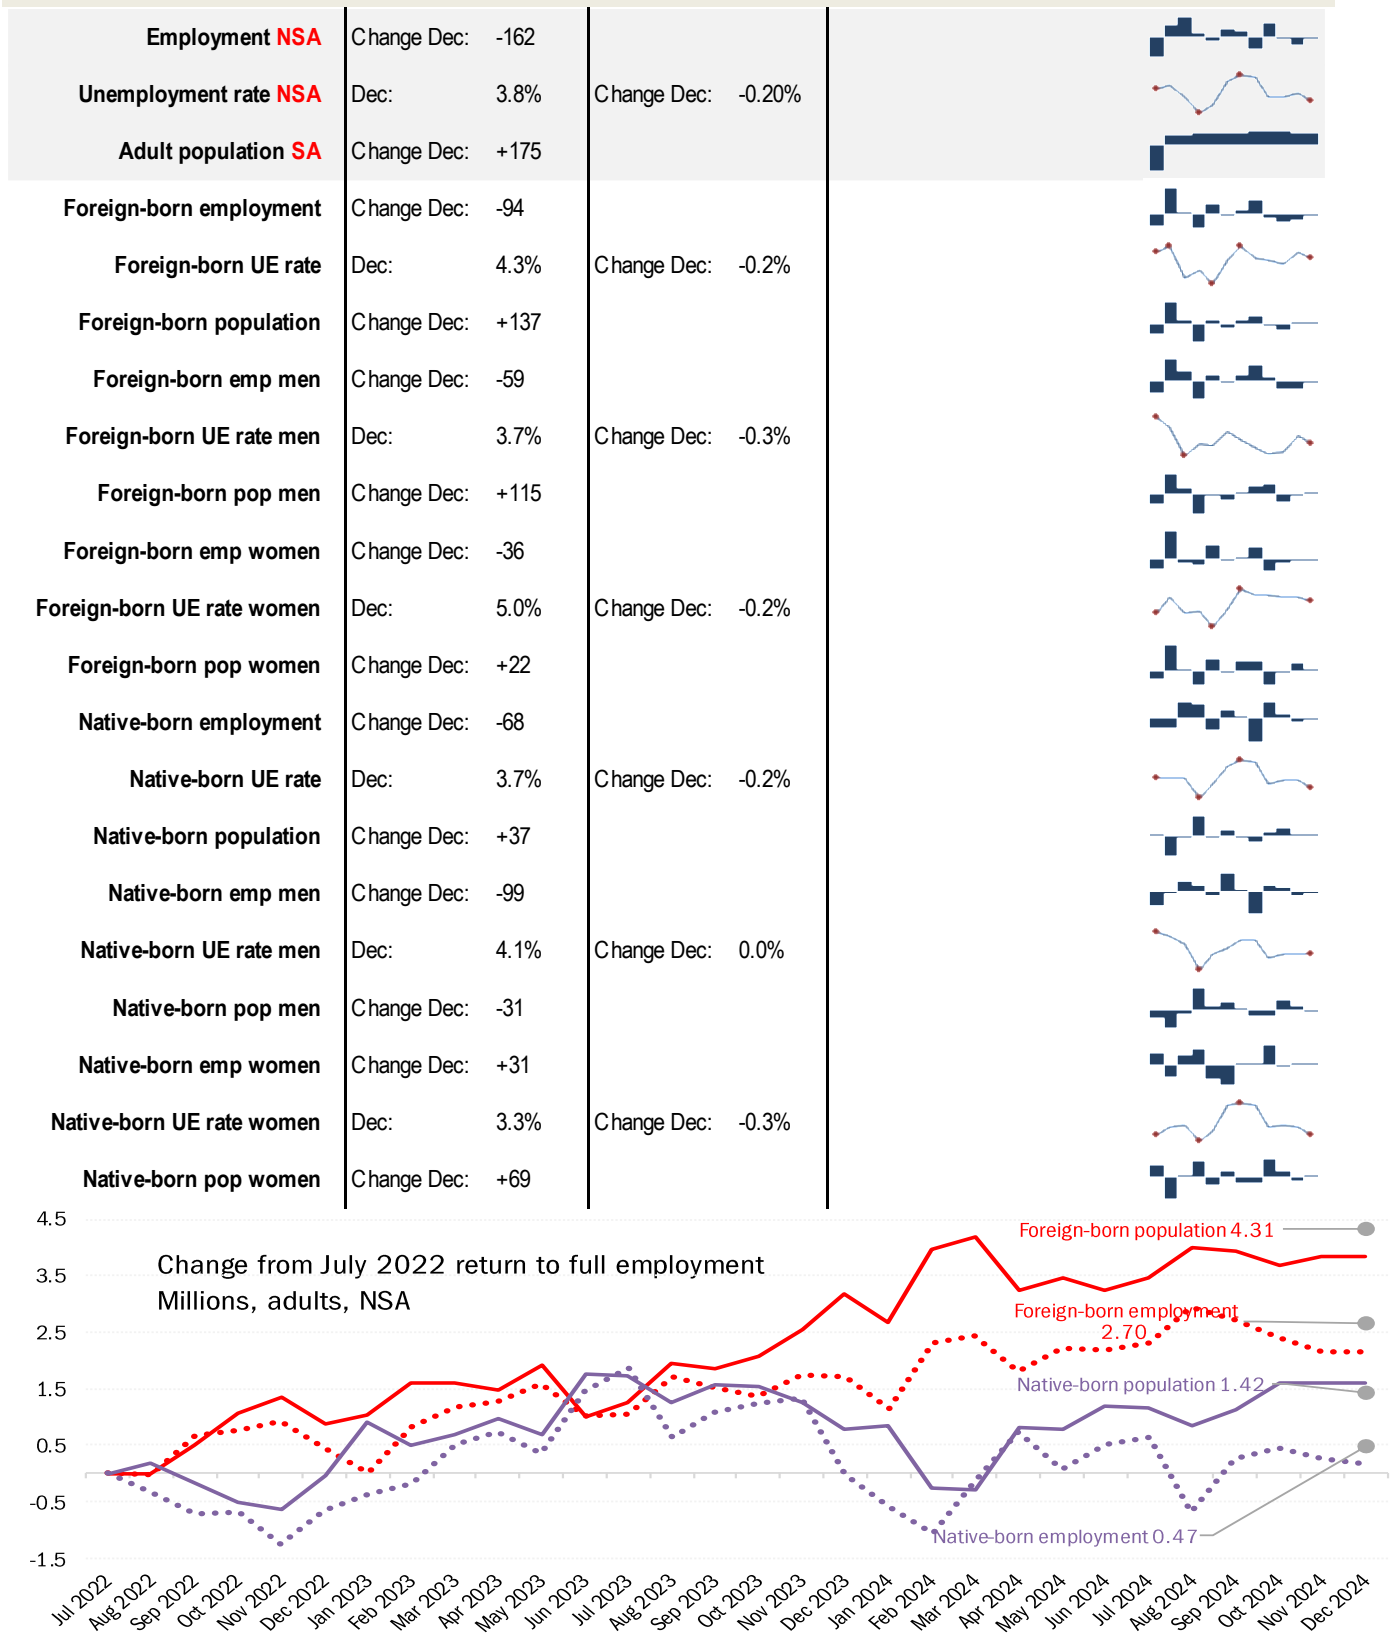 Employment NSA Change Dec: -162
Unemployment rate NSA Dec: 3.8% Change Dec: -0.20%
Adult population SA Change Dec: +175
Foreign-born employment Change Dec: -94
Foreign-born UE rate Dec: 4.3% Change Dec: -0.2%
Foreign-born population Change Dec: +137
Foreign-born emp men Change Dec: -59
Foreign-born UE rate men Dec: 3.7% Change Dec: -0.3%
Foreign-born pop men Change Dec: +115
Foreign-born emp women Change Dec: -36
Foreign-born UE rate women Dec: 5.0% Change Dec: -0.2%
Foreign-born pop women Change Dec: +22
Native-born employment Change Dec: -68
Native-born UE rate Dec: 3.7% Change Dec: -0.2%
Native-born population Change Dec: +37
Native-born emp men Change Dec: -99
Native-born UE rate men Dec: 4.1% Change Dec: 0.0%
Native-born pop men Change Dec: -31
Native-born emp women Change Dec: +31
Native-born UE rate women Dec: 3.3% Change Dec: -0.3%
Native-born pop women Change Dec: +69
Change from July 2022 return to full employment
Millions, adults, NSA
4.5
3.5
2.5
1.5
0.5
-0.5
-1.5
Foreign-born population 4.31
Foreign-born employment
2.70
Native-born population 1.42
Native-born employment 0.47
Jul 2022
Aug 2022
Sep 2022
Oct 2022
Nov 2022
Dec 2022
Jan 2023
Feb 2023
Mar 2023
Apr 2023
May 2023
Jun 2023
Jul 2023
Aug 2023
Sep 2023
Oct 2023
Nov 2023
Dec 2023
Jan 2024
Feb 2024
Mar 2024
Apr 2024
May 2024
Jun 2024
Jul 2024
Aug 2024
Sep 2024
Oct 2024
Nov 2024
Dec 2024